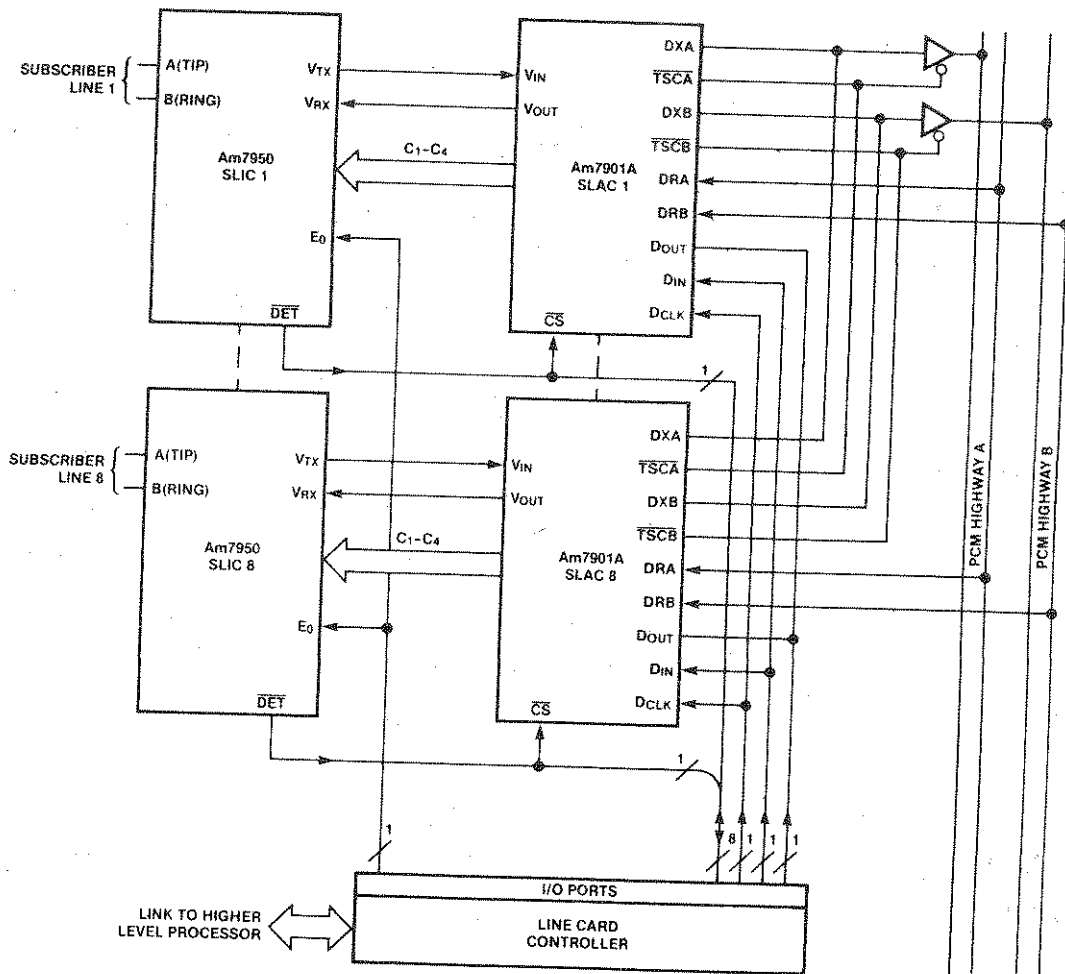 SUBSCRIBER
LINE 1
A(TIP)
B(RING)
VTX
VRX
Am7950
SLIC 1
E0
DET
C1–C4
VIN
VOUT
Am7901A
SLAC 1
CS
DXA
TSCA
DXB
TSCB
DRA
DRB
DOUT
DIN
DCLK
1
SUBSCRIBER
LINE 8
A(TIP)
B(RING)
VTX
VRX
Am7950
SLIC 8
E0
DET
C1–C4
VIN
VOUT
Am7901A
SLAC 8
CS
DXA
TSCA
DXB
TSCB
DRA
DRB
DOUT
DIN
DCLK
1
PCM HIGHWAY A
PCM HIGHWAY B
1
8
1
1
1
I/O PORTS
LINK TO HIGHER
LEVEL PROCESSOR
LINE CARD
CONTROLLER